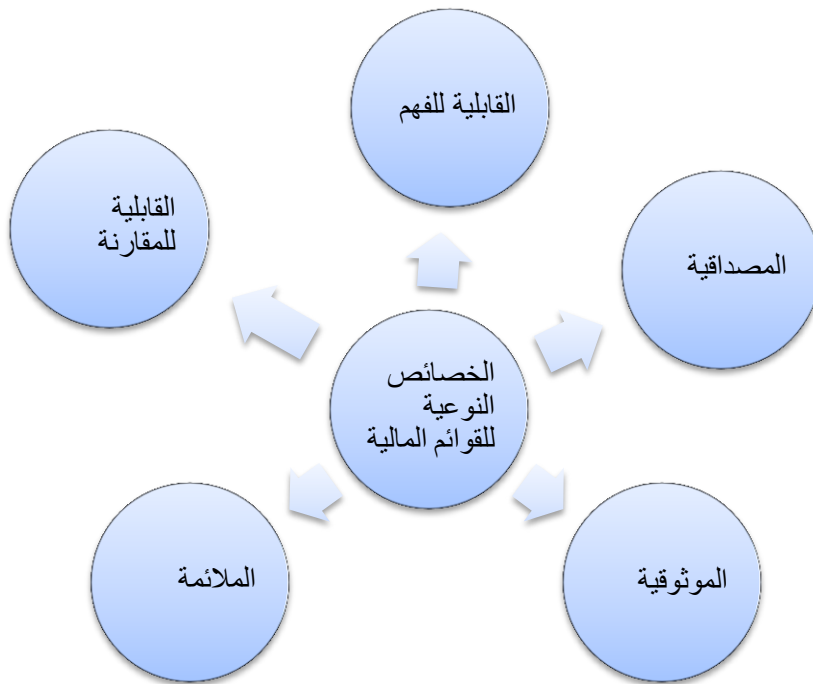 القابلية للفهم
المصداقية
القابلية
للمقارنة
الخصائص
النوعية
للقوائم المالية
الموثوقية
الملائمة